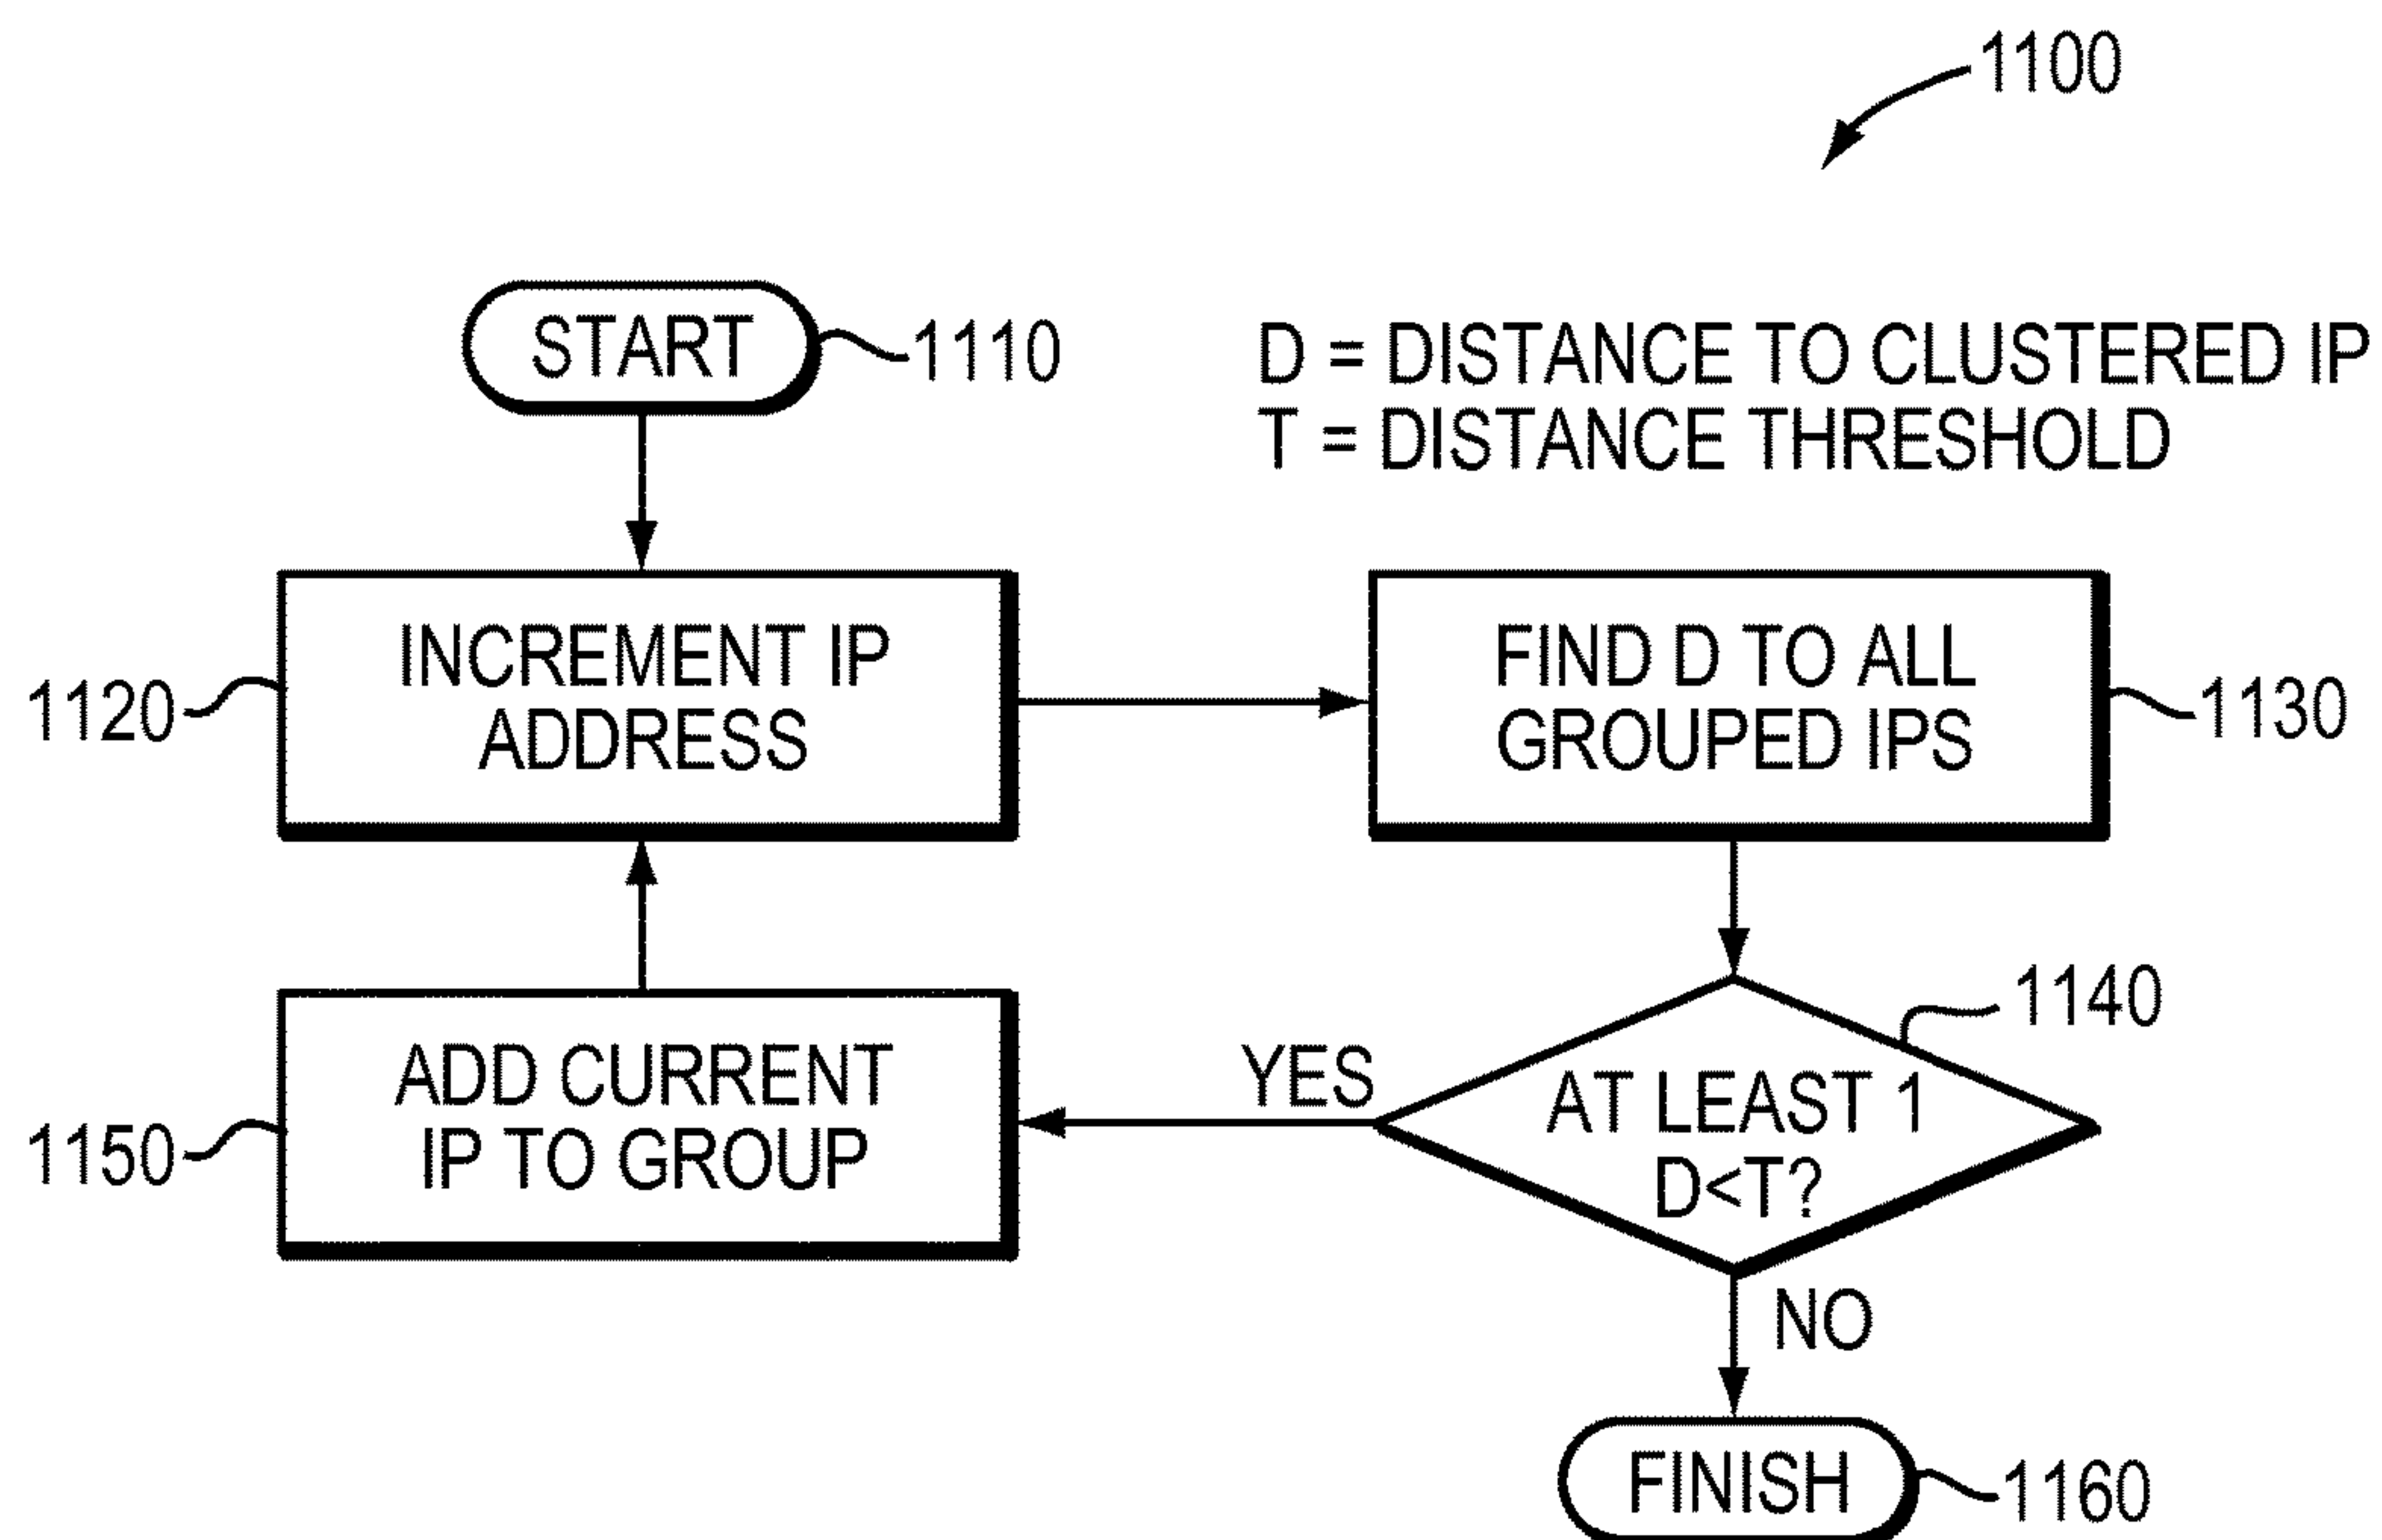 1100
START
1110
D = DISTANCE TO CLUSTERED IP
T = DISTANCE THRESHOLD
INCREMENT IP
ADDRESS
1120
FIND D TO ALL
GROUPED IPS
1130
AT LEAST 1
D<T?
1140
YES
ADD CURRENT
IP TO GROUP
1150
NO
FINISH
1160